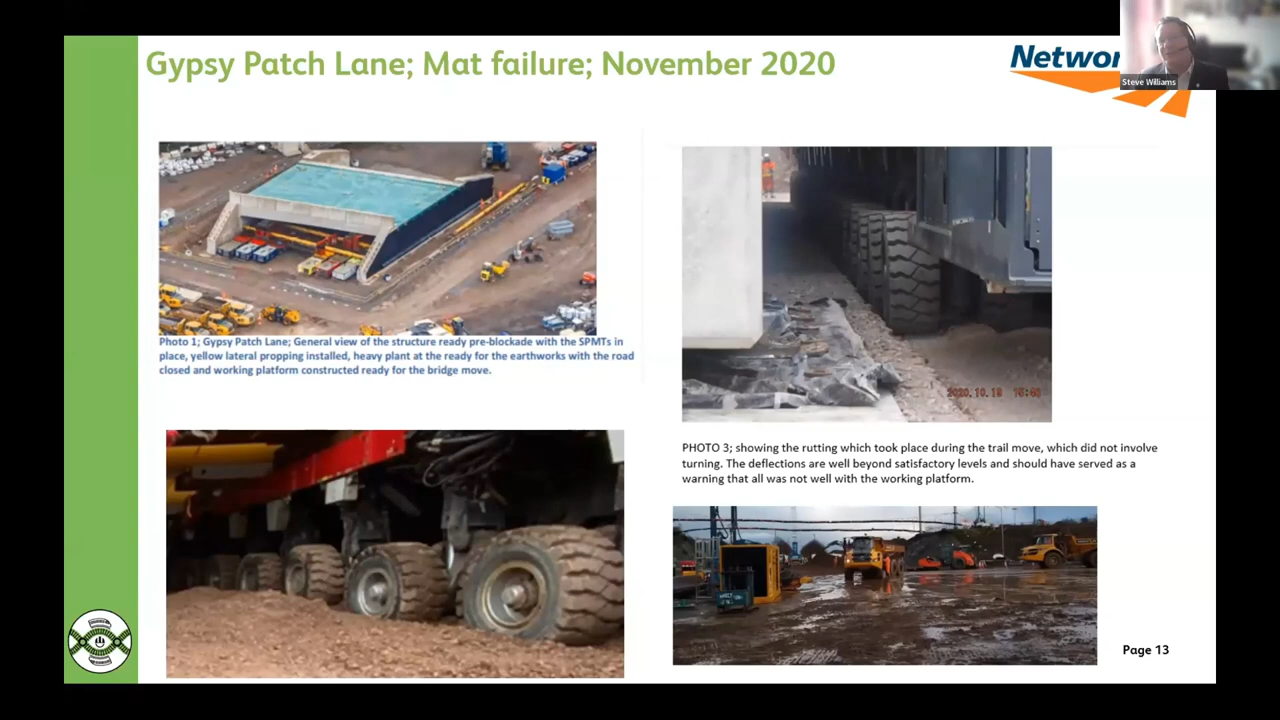 Gypsy Patch Lane; Mat failure; November 2020
Networ
Steve Williams
Photo 1; Gypsy Patch Lane; General view of the structure ready pre-blockade with the SPMTs in
place, yellow lateral propping installed, heavy plant at the ready for the earthworks with the road
closed and working platform constructed ready for the bridge move.
2020.10.19
PHOTO 3; showing the rutting which took place during the trail move, which did not involve
turning. The deflections are well beyond satisfactory levels and should have served as a
warning that all was not well with the working platform.
Page 13